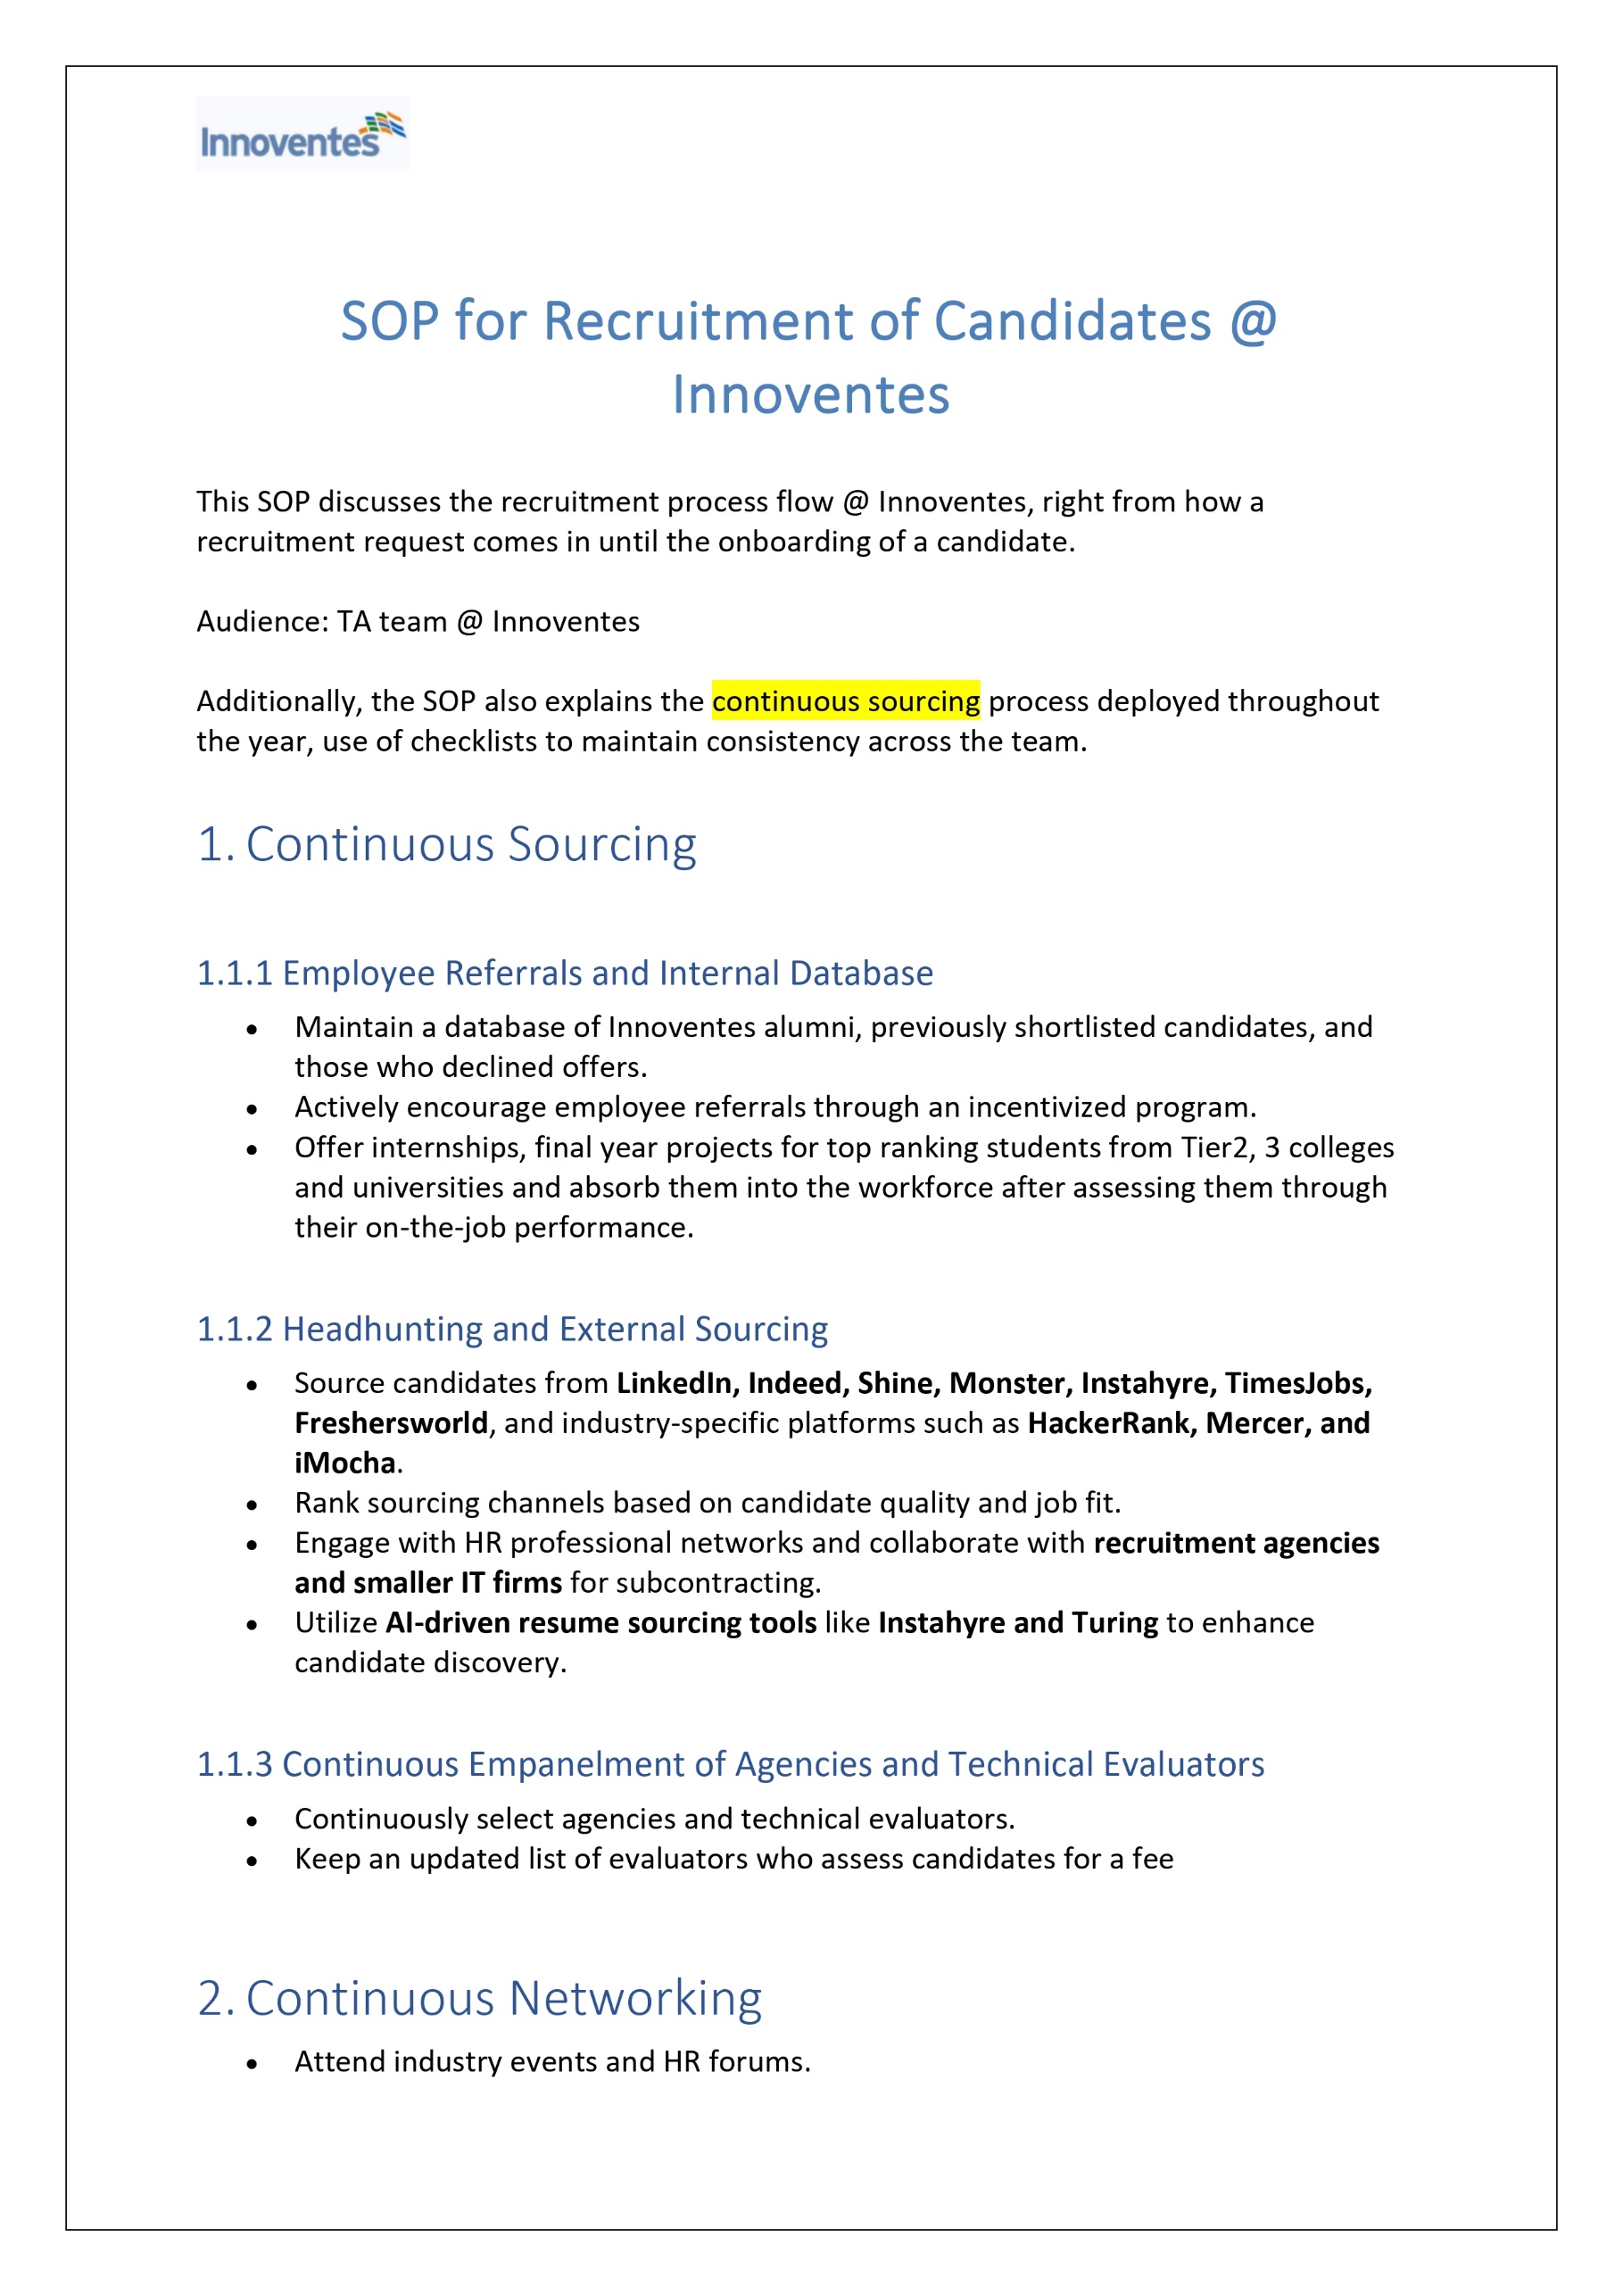 Innoventes
SOP for Recruitment of Candidates @
Innoventes
This SOP discusses the recruitment process flow @ Innoventes, right from how a
recruitment request comes in until the onboarding of a candidate.
Audience: TA team @ Innoventes
Additionally, the SOP also explains the continuous sourcing process deployed throughout
the year, use of checklists to maintain consistency across the team.
1. Continuous Sourcing
1.1.1 Employee Referrals and Internal Database
• Maintain a database of Innoventes alumni, previously shortlisted candidates, and
those who declined offers.
• Actively encourage employee referrals through an incentivized program.
• Offer internships, final year projects for top ranking students from Tier2, 3 colleges
and universities and absorb them into the workforce after assessing them through
their on-the-job performance.
1.1.2 Headhunting and External Sourcing
• Source candidates from LinkedIn, Indeed, Shine, Monster, Instahyre, TimesJobs,
Freshersworld, and industry-specific platforms such as HackerRank, Mercer, and
iMocha.
• Rank sourcing channels based on candidate quality and job fit.
• Engage with HR professional networks and collaborate with recruitment agencies
and smaller IT firms for subcontracting.
• Utilize AI-driven resume sourcing tools like Instahyre and Turing to enhance
candidate discovery.
1.1.3 Continuous Empanelment of Agencies and Technical Evaluators
• Continuously select agencies and technical evaluators.
• Keep an updated list of evaluators who assess candidates for a fee
2. Continuous Networking
• Attend industry events and HR forums.